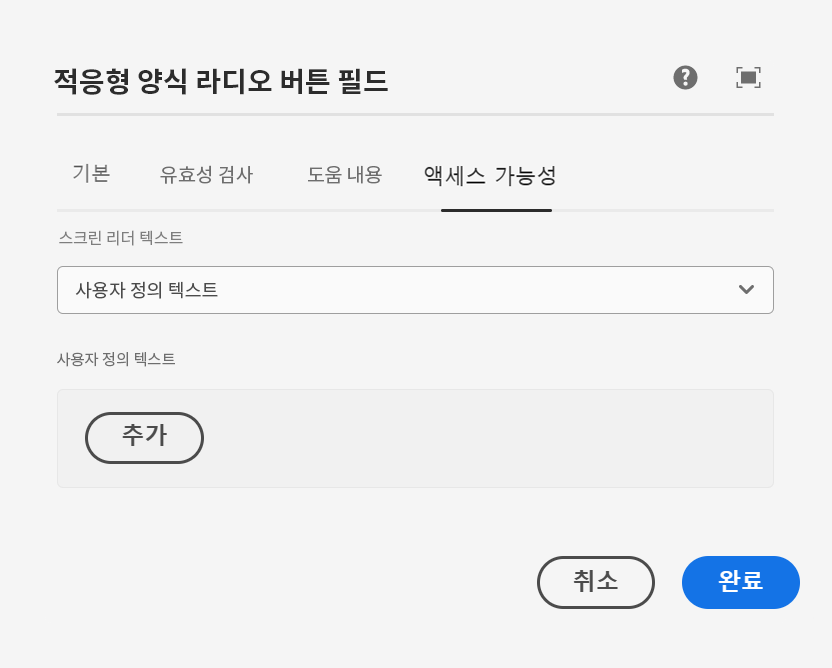 적응형 양식 라디오 버튼 필드
기본 유효성 검사 도움 내용 액세스 가능성
스크린 리더 텍스트
사용자 정의 텍스트
사용자 정의 텍스트
추가
취소 완료